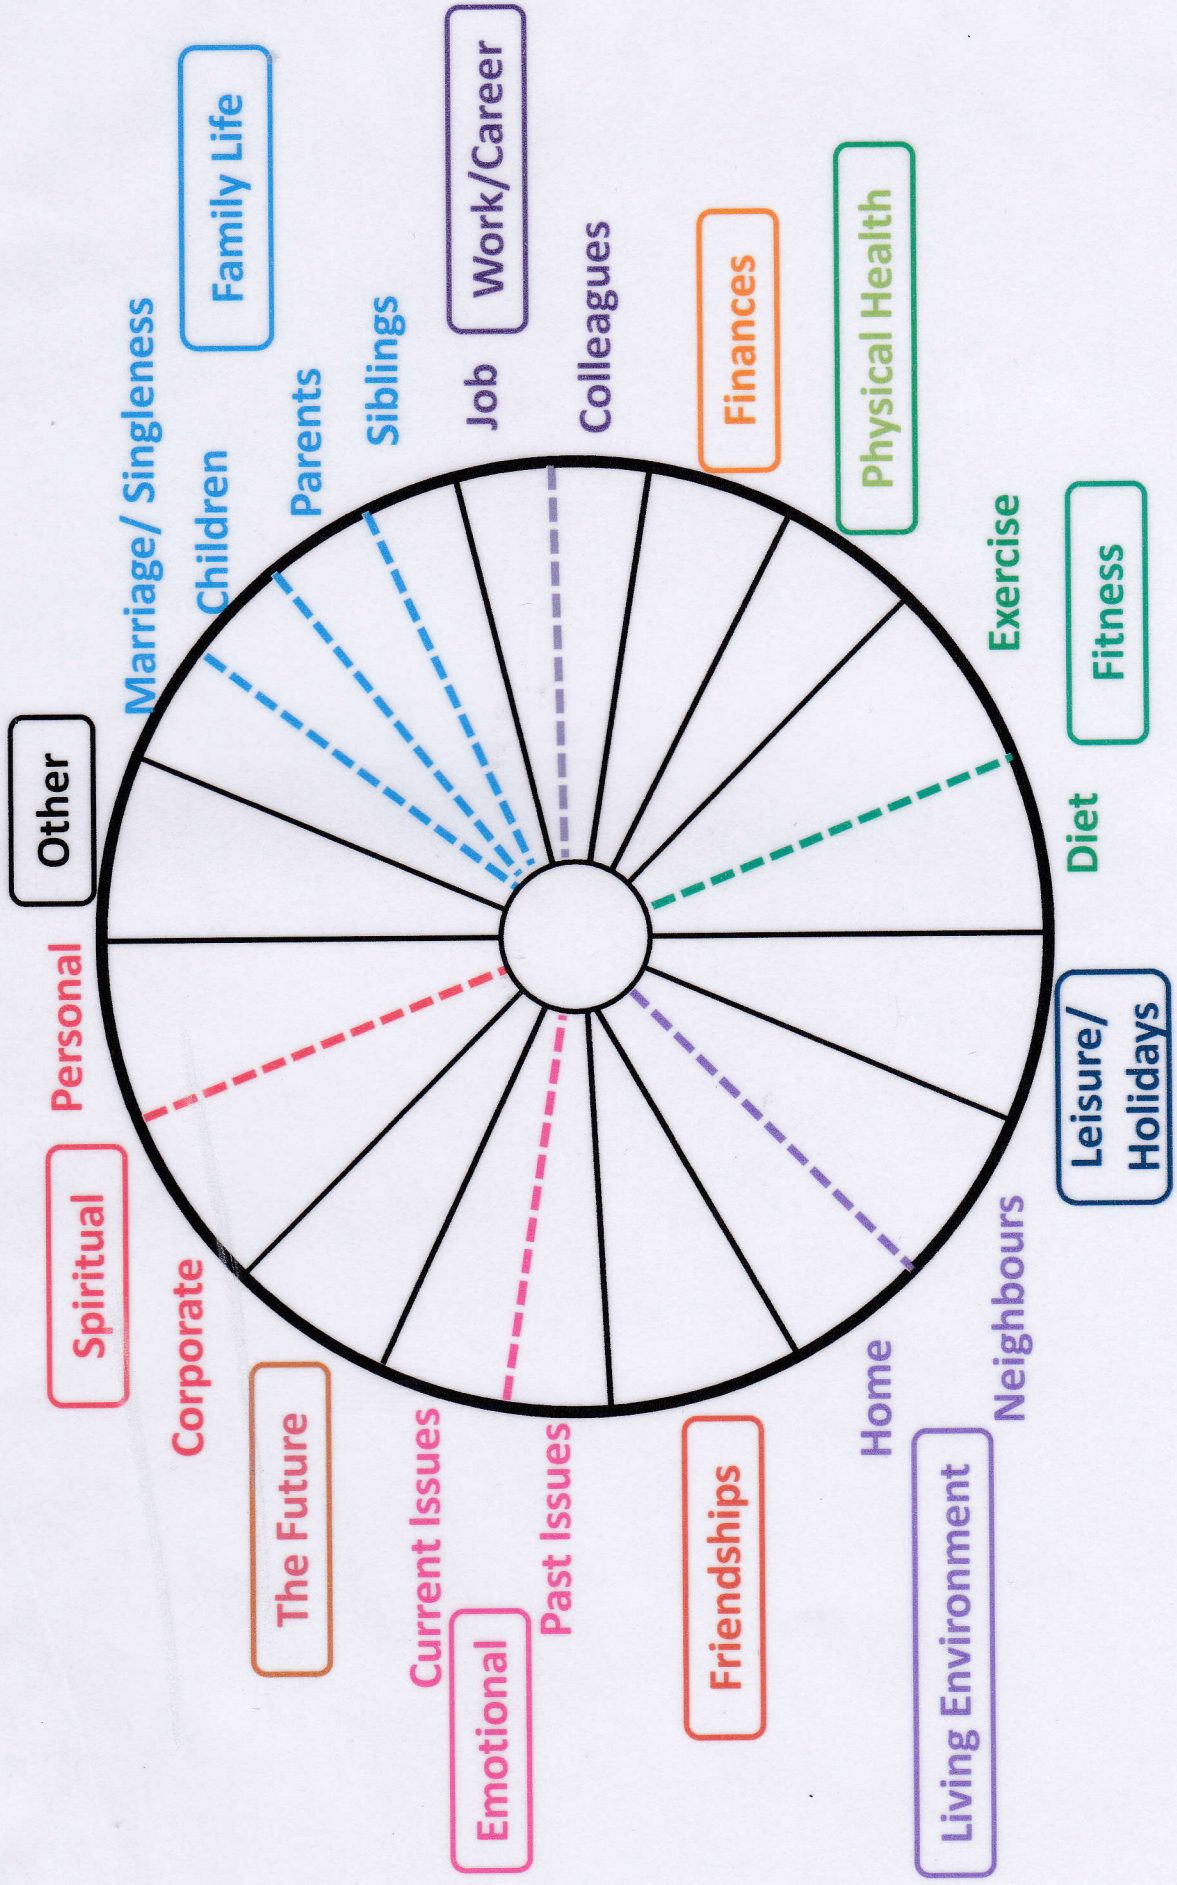 Other
Marriage/ Singleness
Children
Family Life
Parents
Siblings
Job
Work/Career
Colleagues
Finances
Physical Health
Exercise
Fitness
Diet
Leisure/
Holidays
Neighbours
Home
Living Environment
Friendships
Past Issues
Emotional
Current Issues
The Future
Corporate
Spiritual
Personal